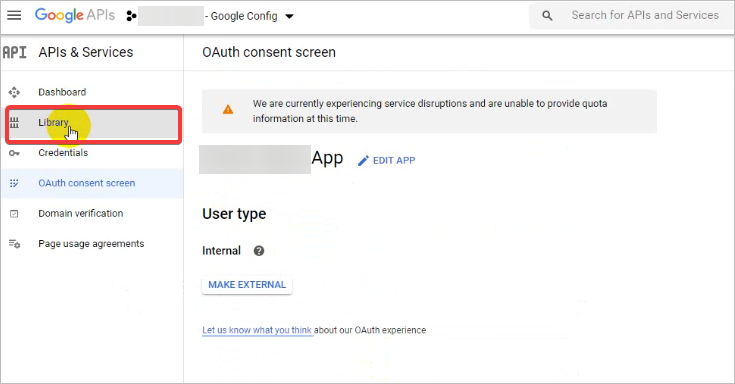 Google APIs
- Google Config
Search for APIs and Services
API APIs & Services
OAuth consent screen
Dashboard
Library
Credentials
OAuth consent screen
Domain verification
Page usage agreements
We are currently experiencing service disruptions and are unable to provide quota
information at this time.
App
EDIT APP
User type
Internal
MAKE EXTERNAL
Let us know what you think about our OAuth experience